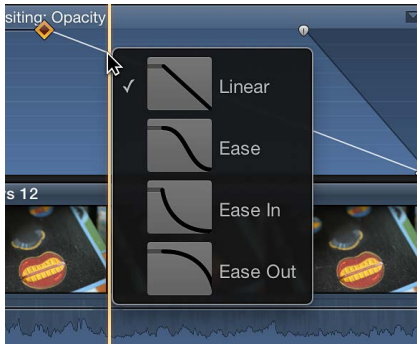 siting: Opacity
Linear
Ease
Ease In
Ease Out
s 12